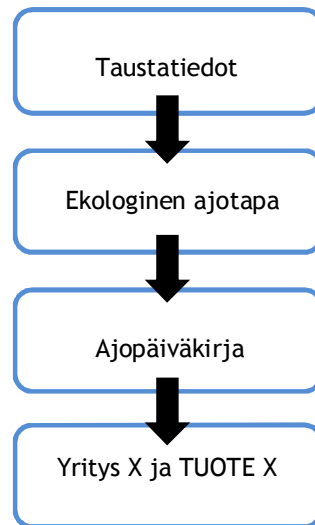 Taustatiedot
Ekologinen ajotapa
Ajopäiväkirja
Yritys X ja TUOTE X